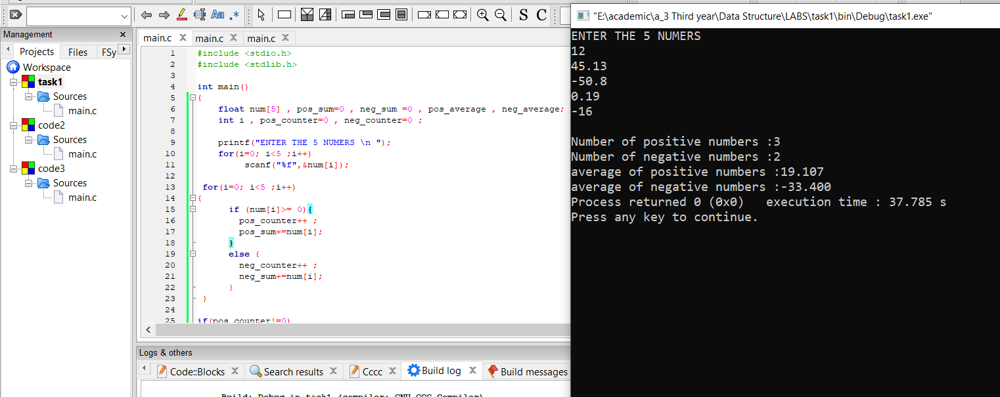 Aa .*
S C
Management ×
Projects Files FSy
Workspace
task1
Sources
main.c
code2
Sources
main.c
code3
Sources
main.c
main.c × main.c × main.c ×
1 #include <stdio.h>
2 #include <stdlib.h>
3
4 int main()
5 {
6 float num[5] , pos_sum=0 , neg_sum =0 , pos_average , neg_average;
7 int i , pos_counter=0 , neg_counter=0 ;
8
9 printf("ENTER THE 5 NUMERS \n ");
10 for(i=0; i<5 ;i++)
11 scanf("%f",&num[i]);
12
13 for(i=0; i<5 ;i++)
14 {
15 if (num[i]>= 0){
16 pos_counter++ ;
17 pos_sum+=num[i];
18 }
19 else {
20 neg_counter++ ;
21 neg_sum+=num[i];
22 }
23 }
24
25 if(pos_counter!=0)
Logs & others
Code::Blocks × Search results × Cccc × Build log × Build messages
Build: Debug in task1 (compiler: GNU GCC Compiler)
"E:\academic\a_3 Third year\Data Structure\LABS\task1\bin\Debug\task1.exe"
ENTER THE 5 NUMERS
12
45.13
-50.8
0.19
-16
Number of positive numbers :3
Number of negative numbers :2
average of positive numbers :19.107
average of negative numbers :-33.400
Process returned 0 (0x0) execution time : 37.785 s
Press any key to continue.